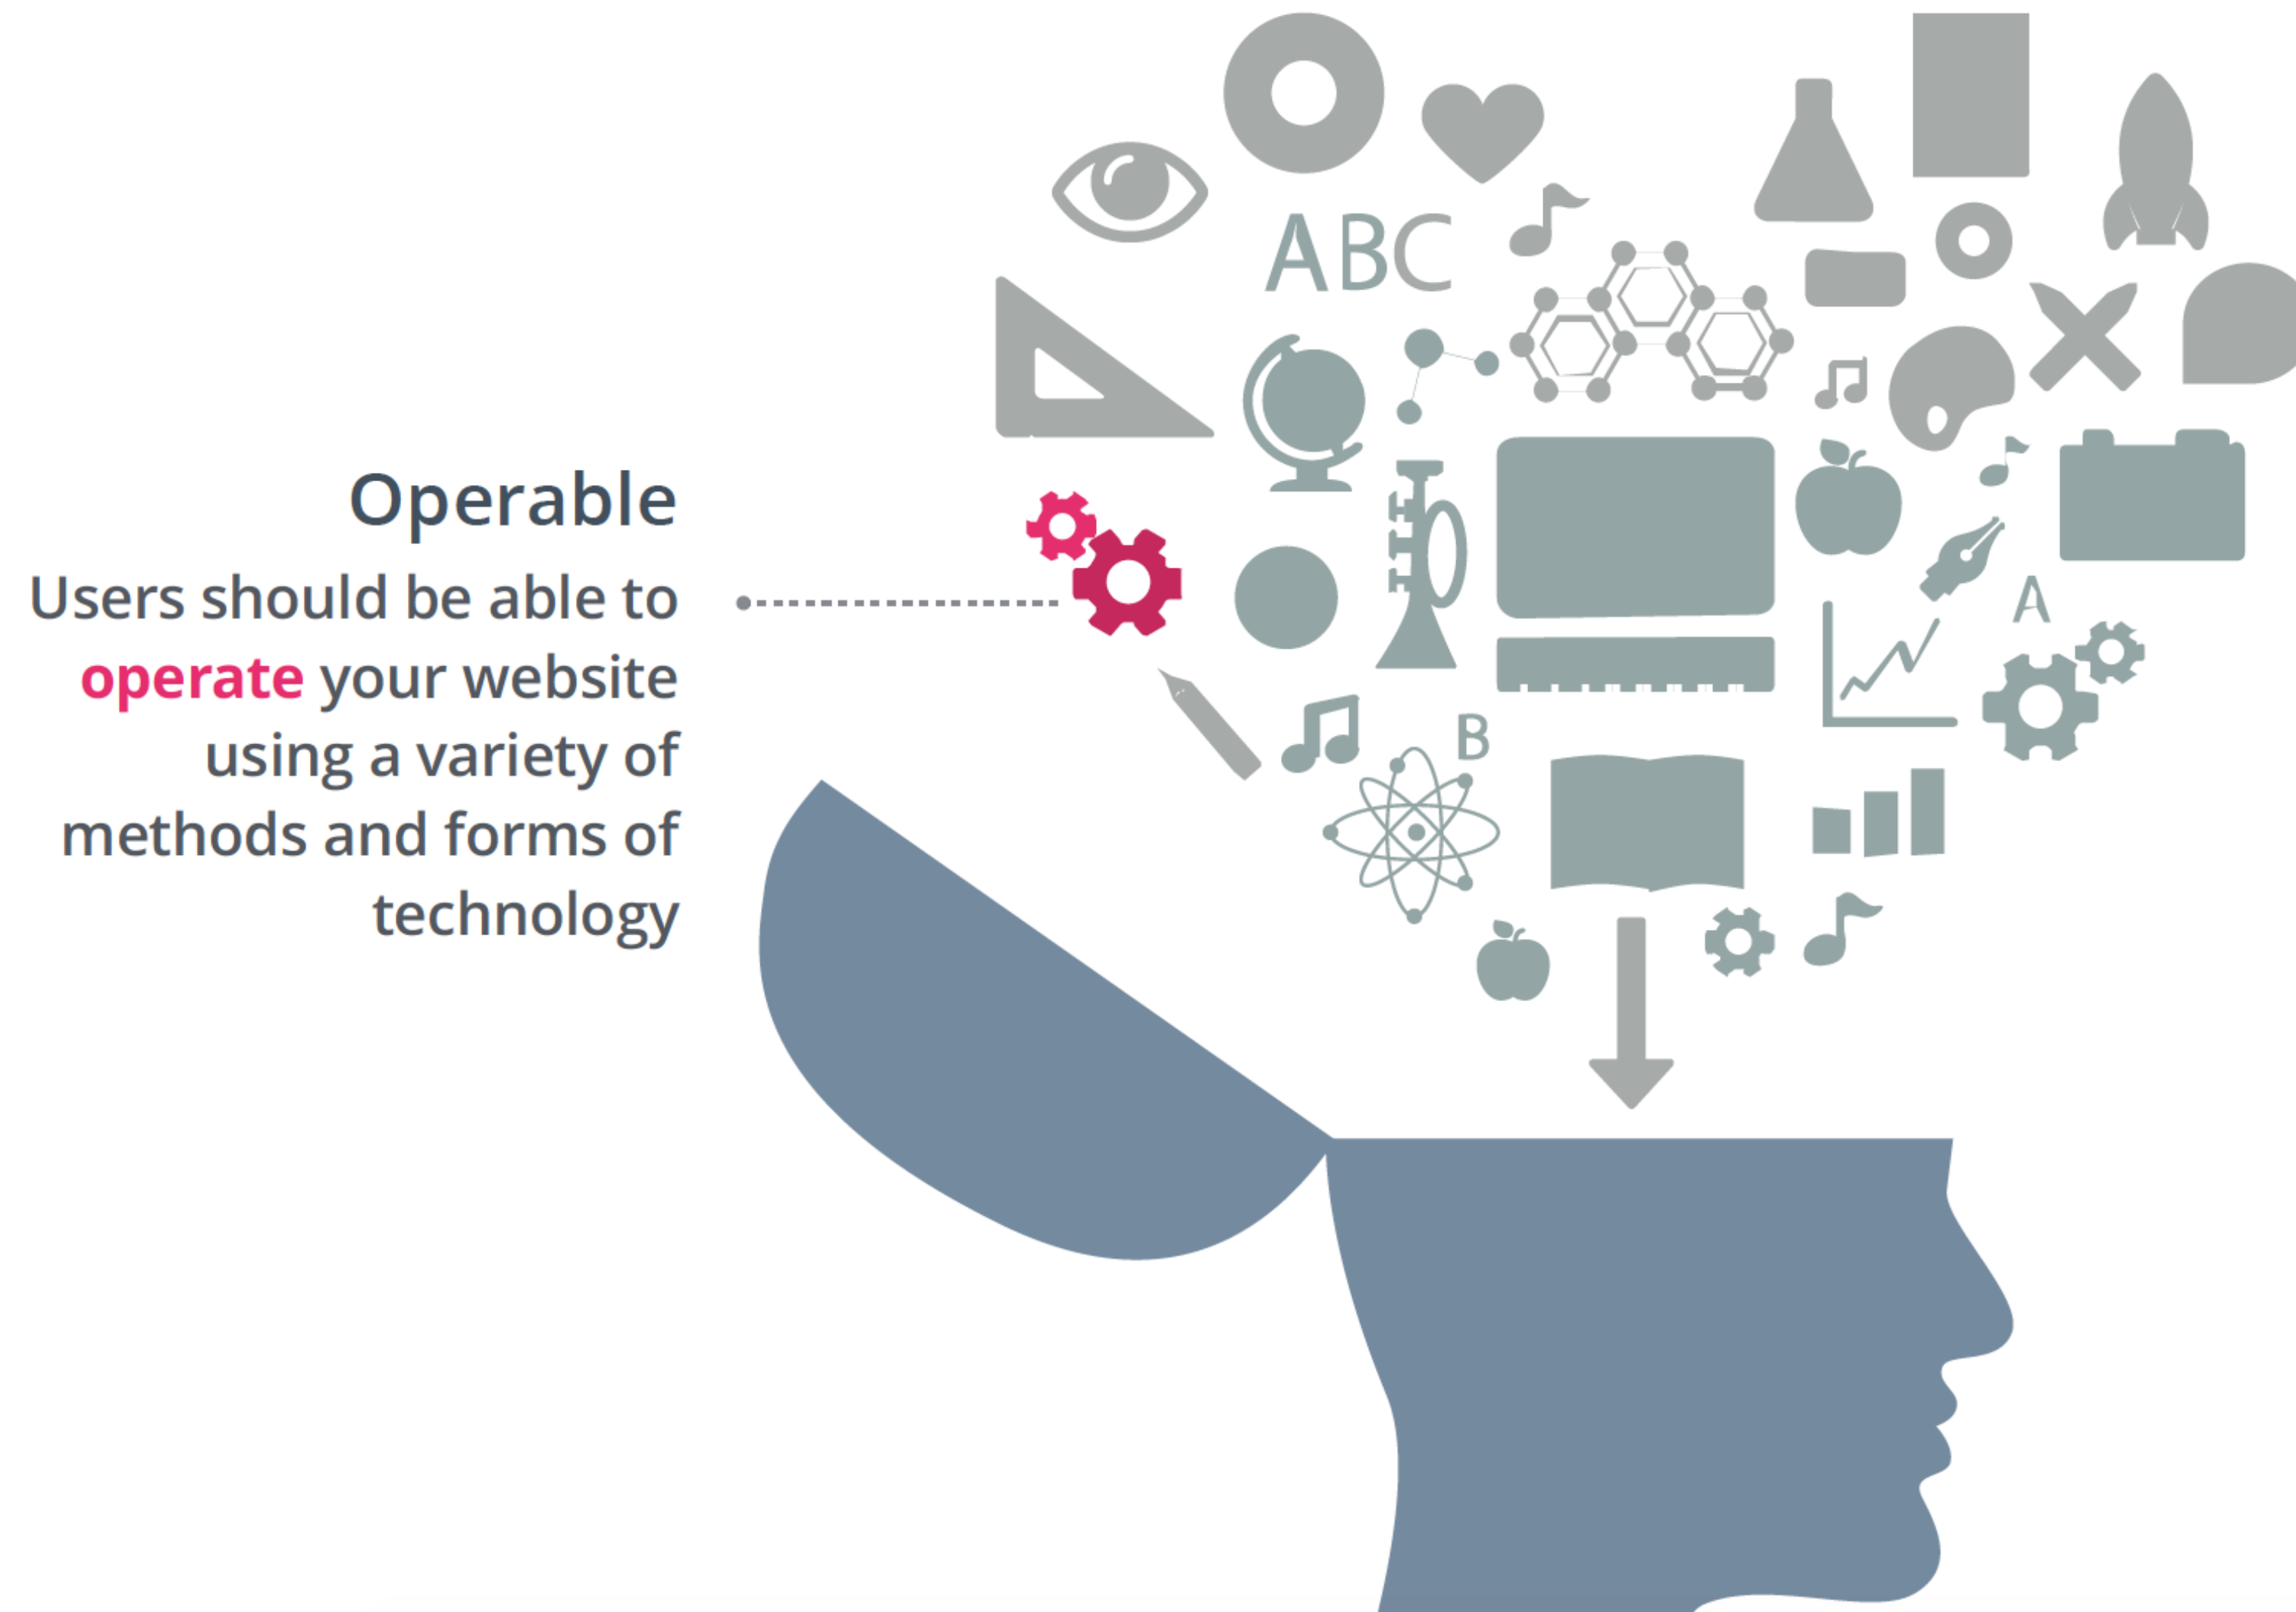 Operable
Users should be able to
operate your website
using a variety of
methods and forms of
technology
ABC
A
B